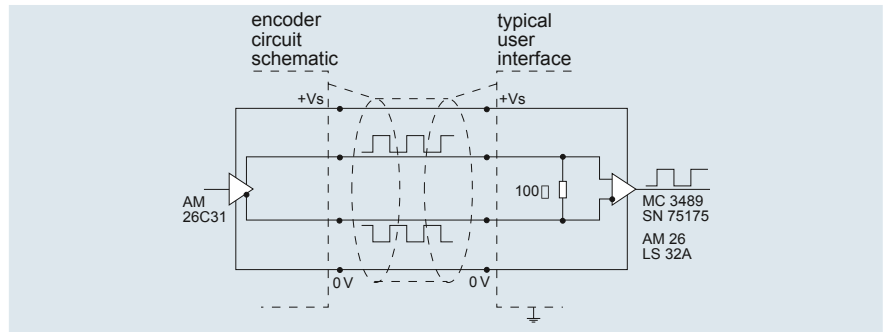 encoder
circuit
schematic
typical
user
interface
+Vs
+Vs
100▯
AM
26C31
MC 3489
SN 75175
AM 26
LS 32A
0 V
0 V